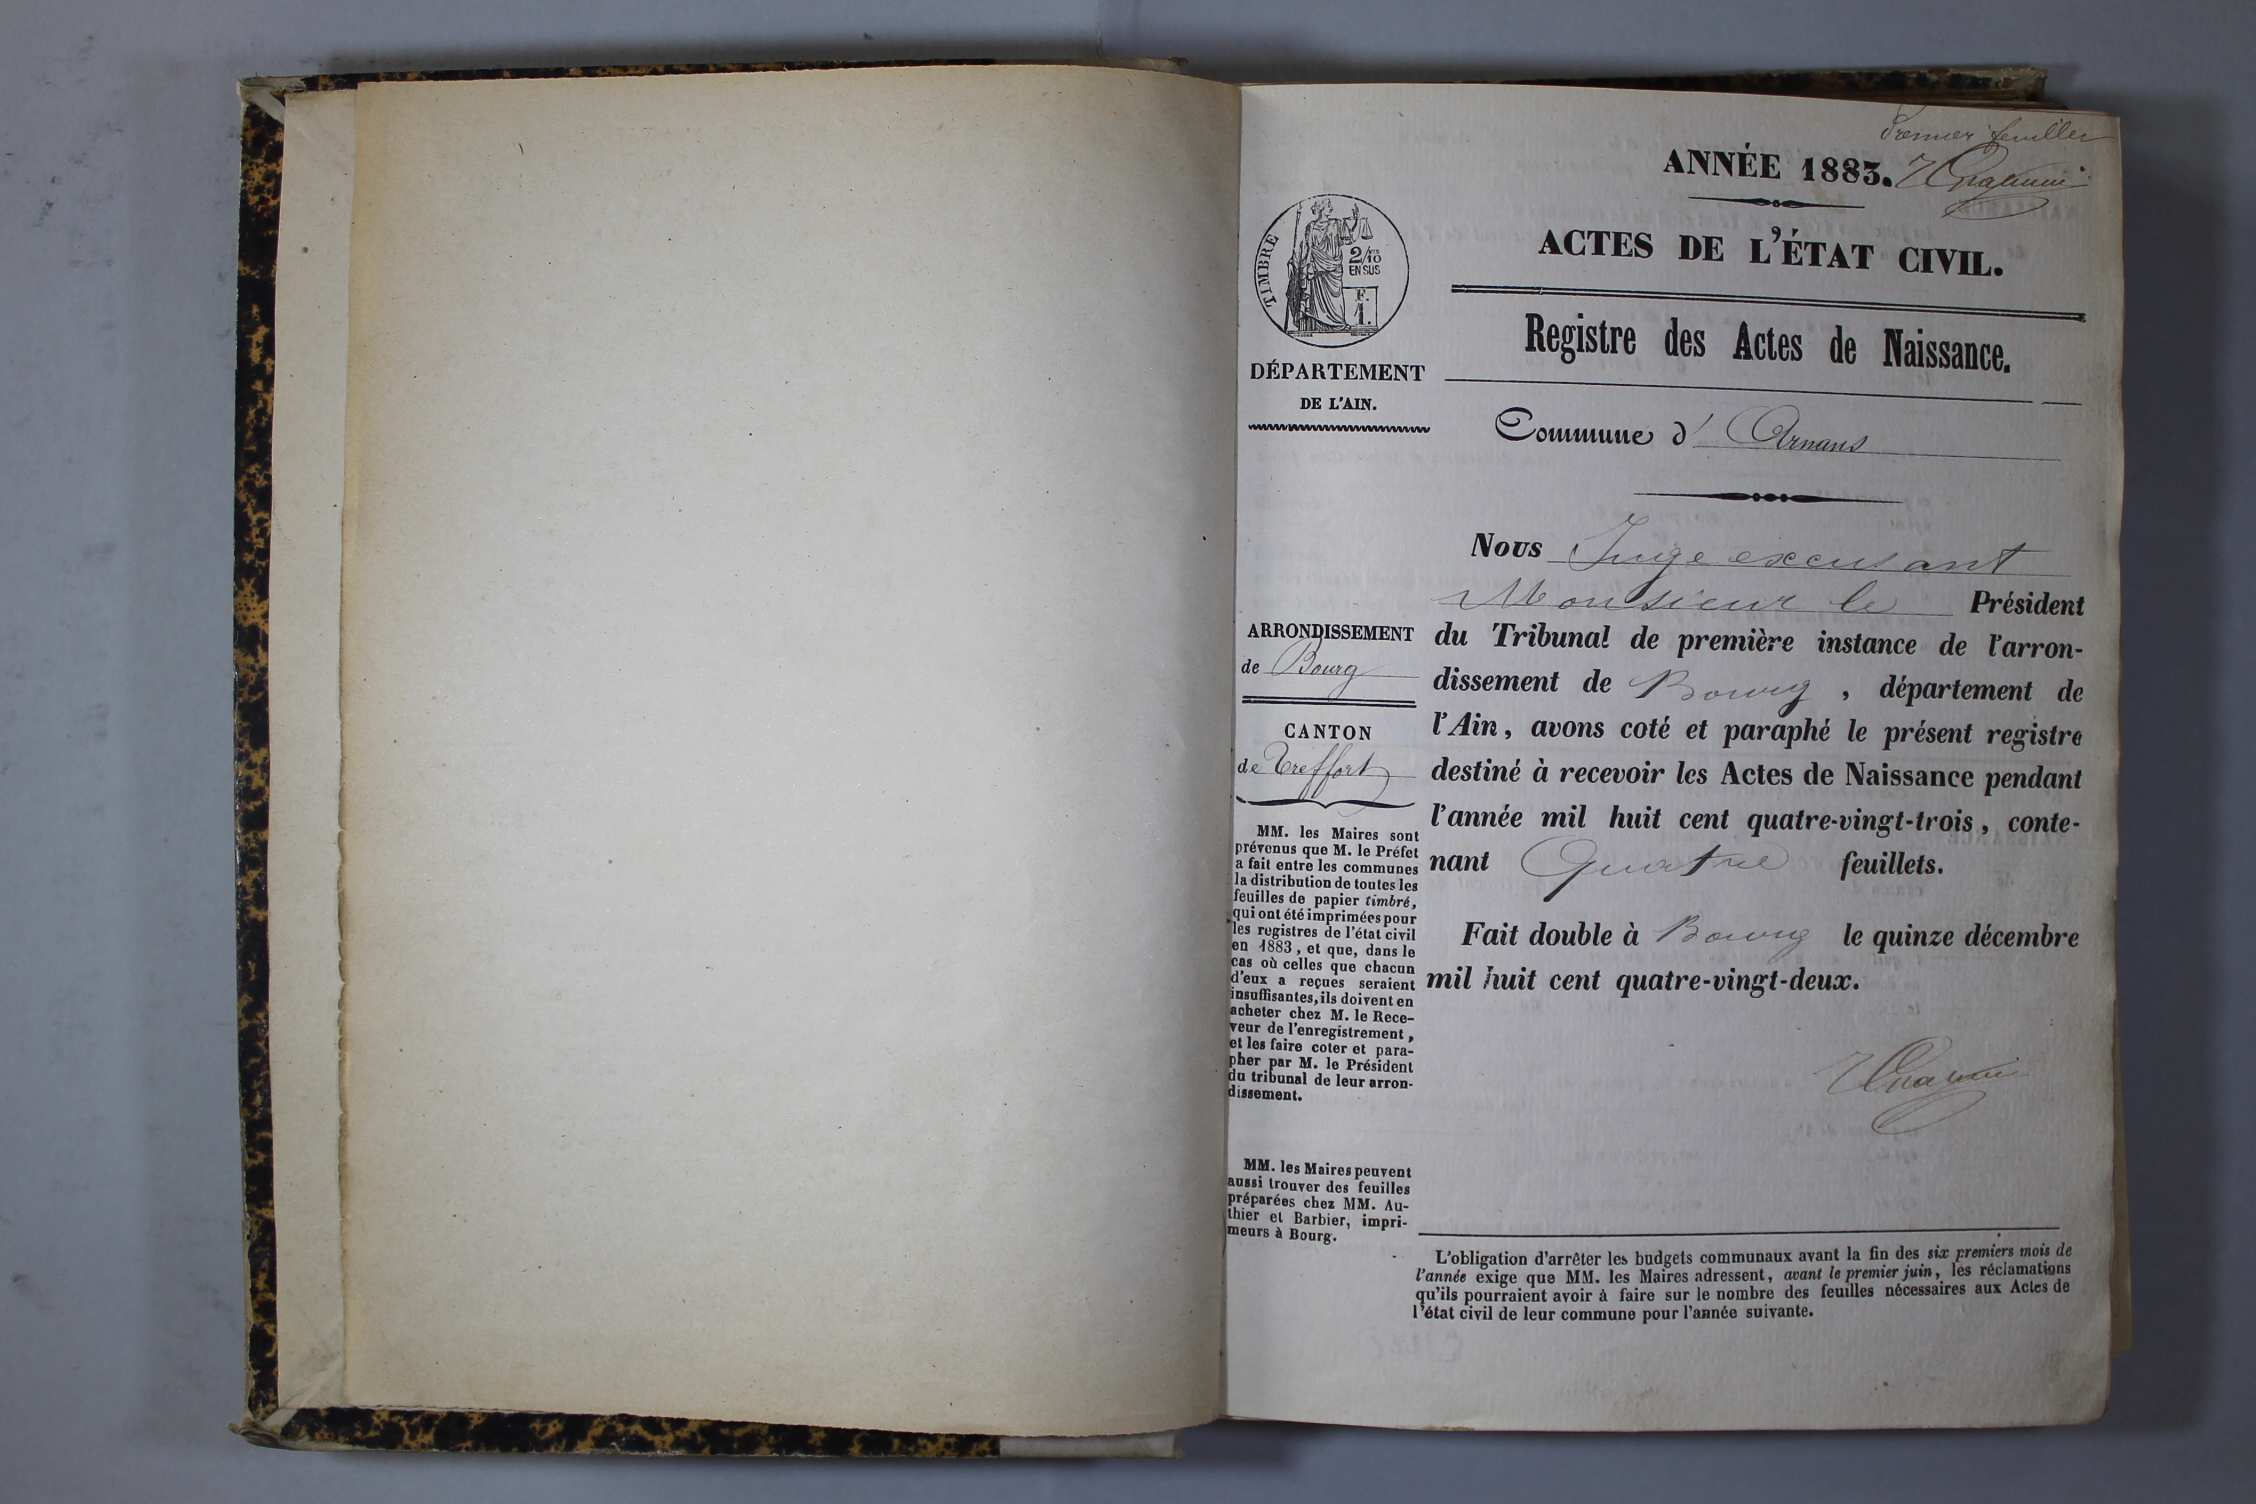 Premier feuillet
ANNÉE 1883.
ACTES DE L'ÉTAT CIVIL.
Registre des Actes de Naissance.
Commune d' Arnans
TIMBRE
2/10
EN SUS
F.
1.
DÉPARTEMENT
DE L'AIN.
ARRONDISSEMENT
de Bourg
CANTON
de Treffort
MM. les Maires sont
prévenus que M. le Préfet
a fait entre les communes
la distribution de toutes les
feuilles de papier timbré,
qui ont été imprimées pour
les registres de l'état civil
en 1883, et que, dans le
cas où celles que chacun
d'eux a reçues seraient
insuffisantes, ils doivent en
acheter chez M. le Rece-
veur de l'enregistrement,
et les faire coter et para-
pher par M. le Président
du tribunal de leur arron-
dissement.
MM. les Maires peuvent
aussi trouver des feuilles
préparées chez MM. Au-
thier et Barbier, impri-
meurs à Bourg.
Nous Juge excusant
Monsieur le Président
du Tribunal de première instance de l'arron-
dissement de Bourg, département de
l'Ain, avons coté et paraphé le présent registre
destiné à recevoir les Actes de Naissance pendant
l'année mil huit cent quatre-vingt-trois, conte-
nant Quatre feuillets.
Fait double à Bourg le quinze décembre
mil huit cent quatre-vingt-deux.
L'obligation d'arrêter les budgets communaux avant la fin des six premiers mois de
l'année exige que MM. les Maires adressent, avant le premier juin, les réclamations
qu'ils pourraient avoir à faire sur le nombre des feuilles nécessaires aux Actes de
l'état civil de leur commune pour l'année suivante.